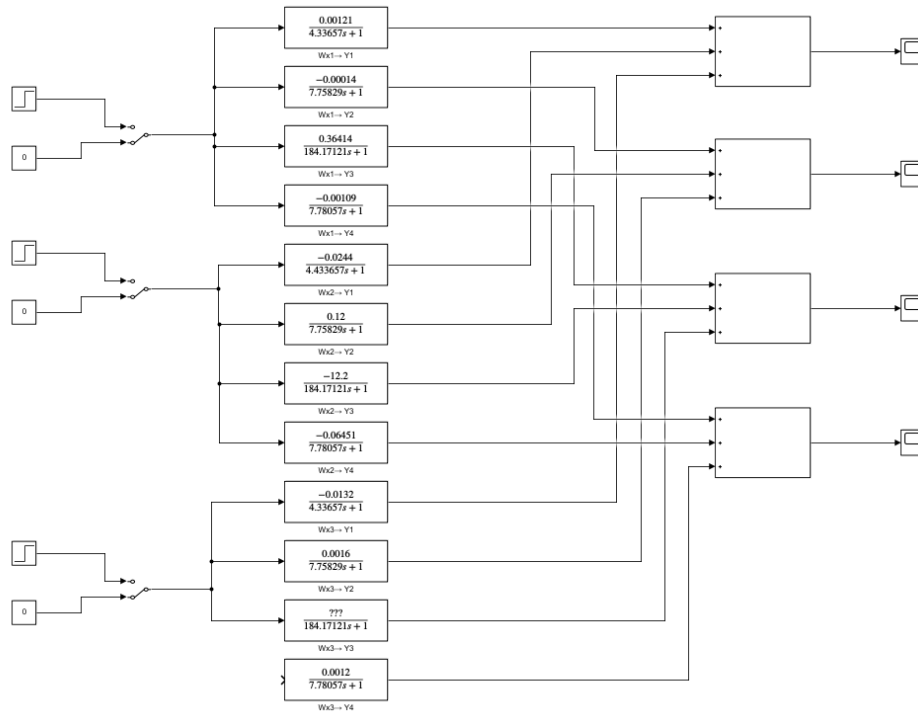 0.00121
4.33657s + 1
Wx1→ Y1
−0.00014
7.75829s + 1
Wx1→ Y2
0
0.36414
184.17121s + 1
Wx1→ Y3
−0.00109
7.78057s + 1
Wx1→ Y4
−0.0244
4.433657s + 1
Wx2→ Y1
0
0.12
7.75829s + 1
Wx2→ Y2
−12.2
184.17121s + 1
Wx2→ Y3
−0.06451
7.78057s + 1
Wx2→ Y4
−0.0132
4.33657s + 1
Wx3→ Y1
0.0016
7.75829s + 1
Wx3→ Y2
0
???
184.17121s + 1
Wx3→ Y3
0.0012
7.78057s + 1
Wx3→ Y4